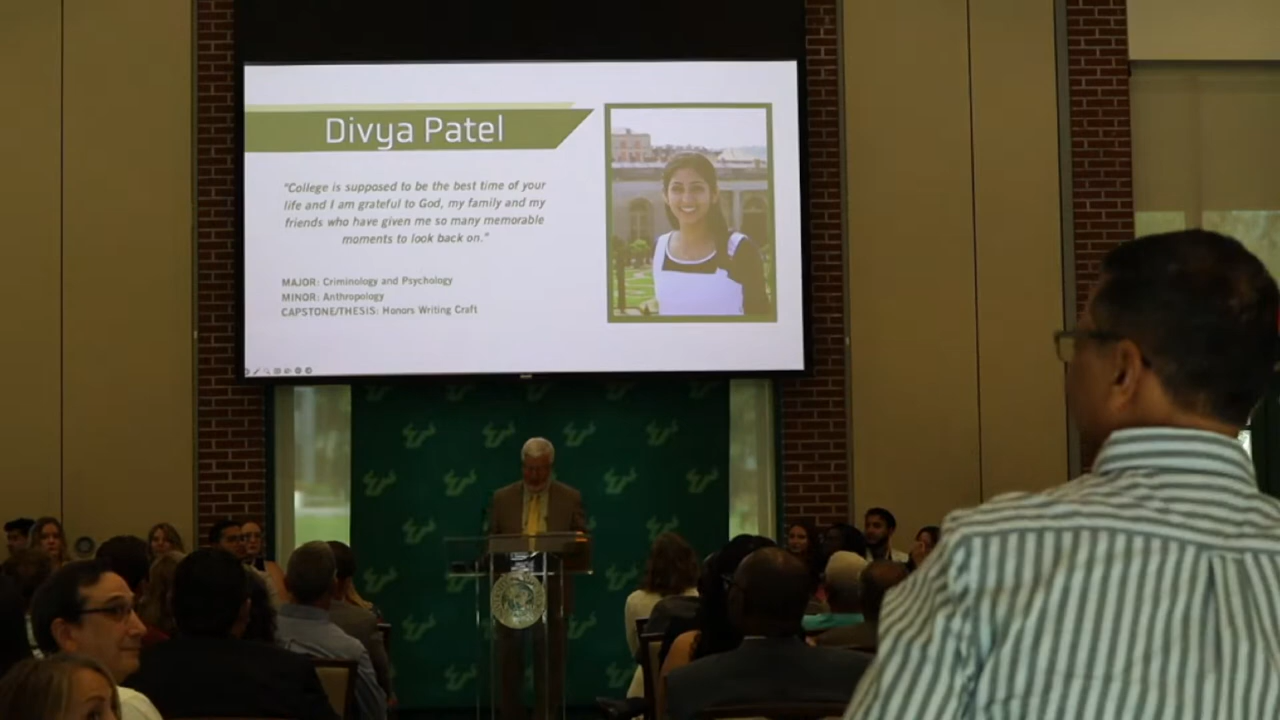 Divya Patel
"College is supposed to be the best time of your
life and I am grateful to God, my family and my
friends who have given me so many memorable
moments to look back on."
MAJOR: Criminology and Psychology
MINOR: Anthropology
CAPSTONE/THESIS: Honors Writing Craft